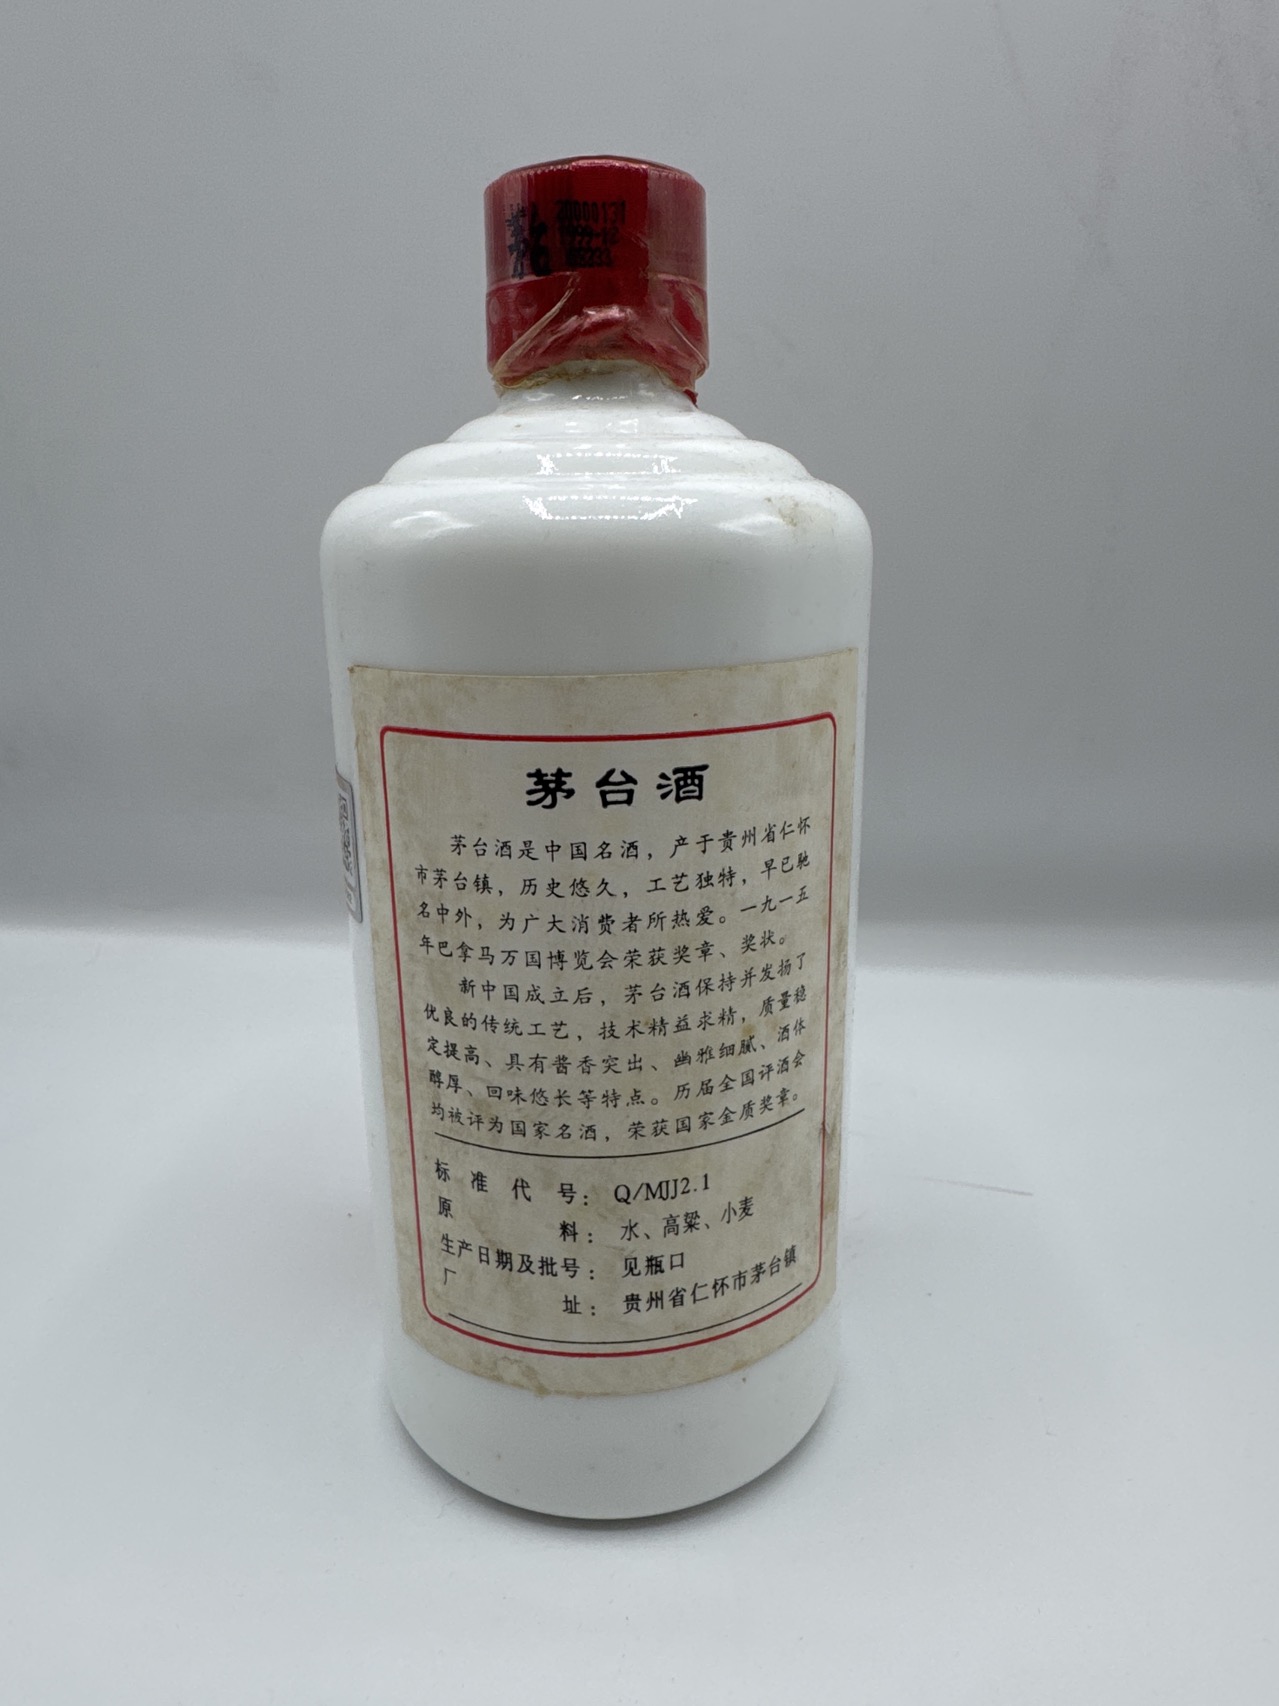 20000131
1999-12
茅台酒
茅台酒是中国名酒，产于贵州省仁怀
市茅台镇，历史悠久，工艺独特，早已驰
名中外，为广大消费者所热爱。一九一五
年巴拿马万国博览会荣获奖章、奖状。
新中国成立后，茅台酒保持并发扬了
优良的传统工艺，技术精益求精，质量稳
定提高、具有酱香突出、幽雅细腻、酒体
醇厚、回味悠长等特点。历届全国评酒会
均被评为国家名酒，荣获国家金质奖章。
标准代号：Q/MJJ2.1
原料：水、高粱、小麦
生产日期及批号：见瓶口
厂址：贵州省仁怀市茅台镇